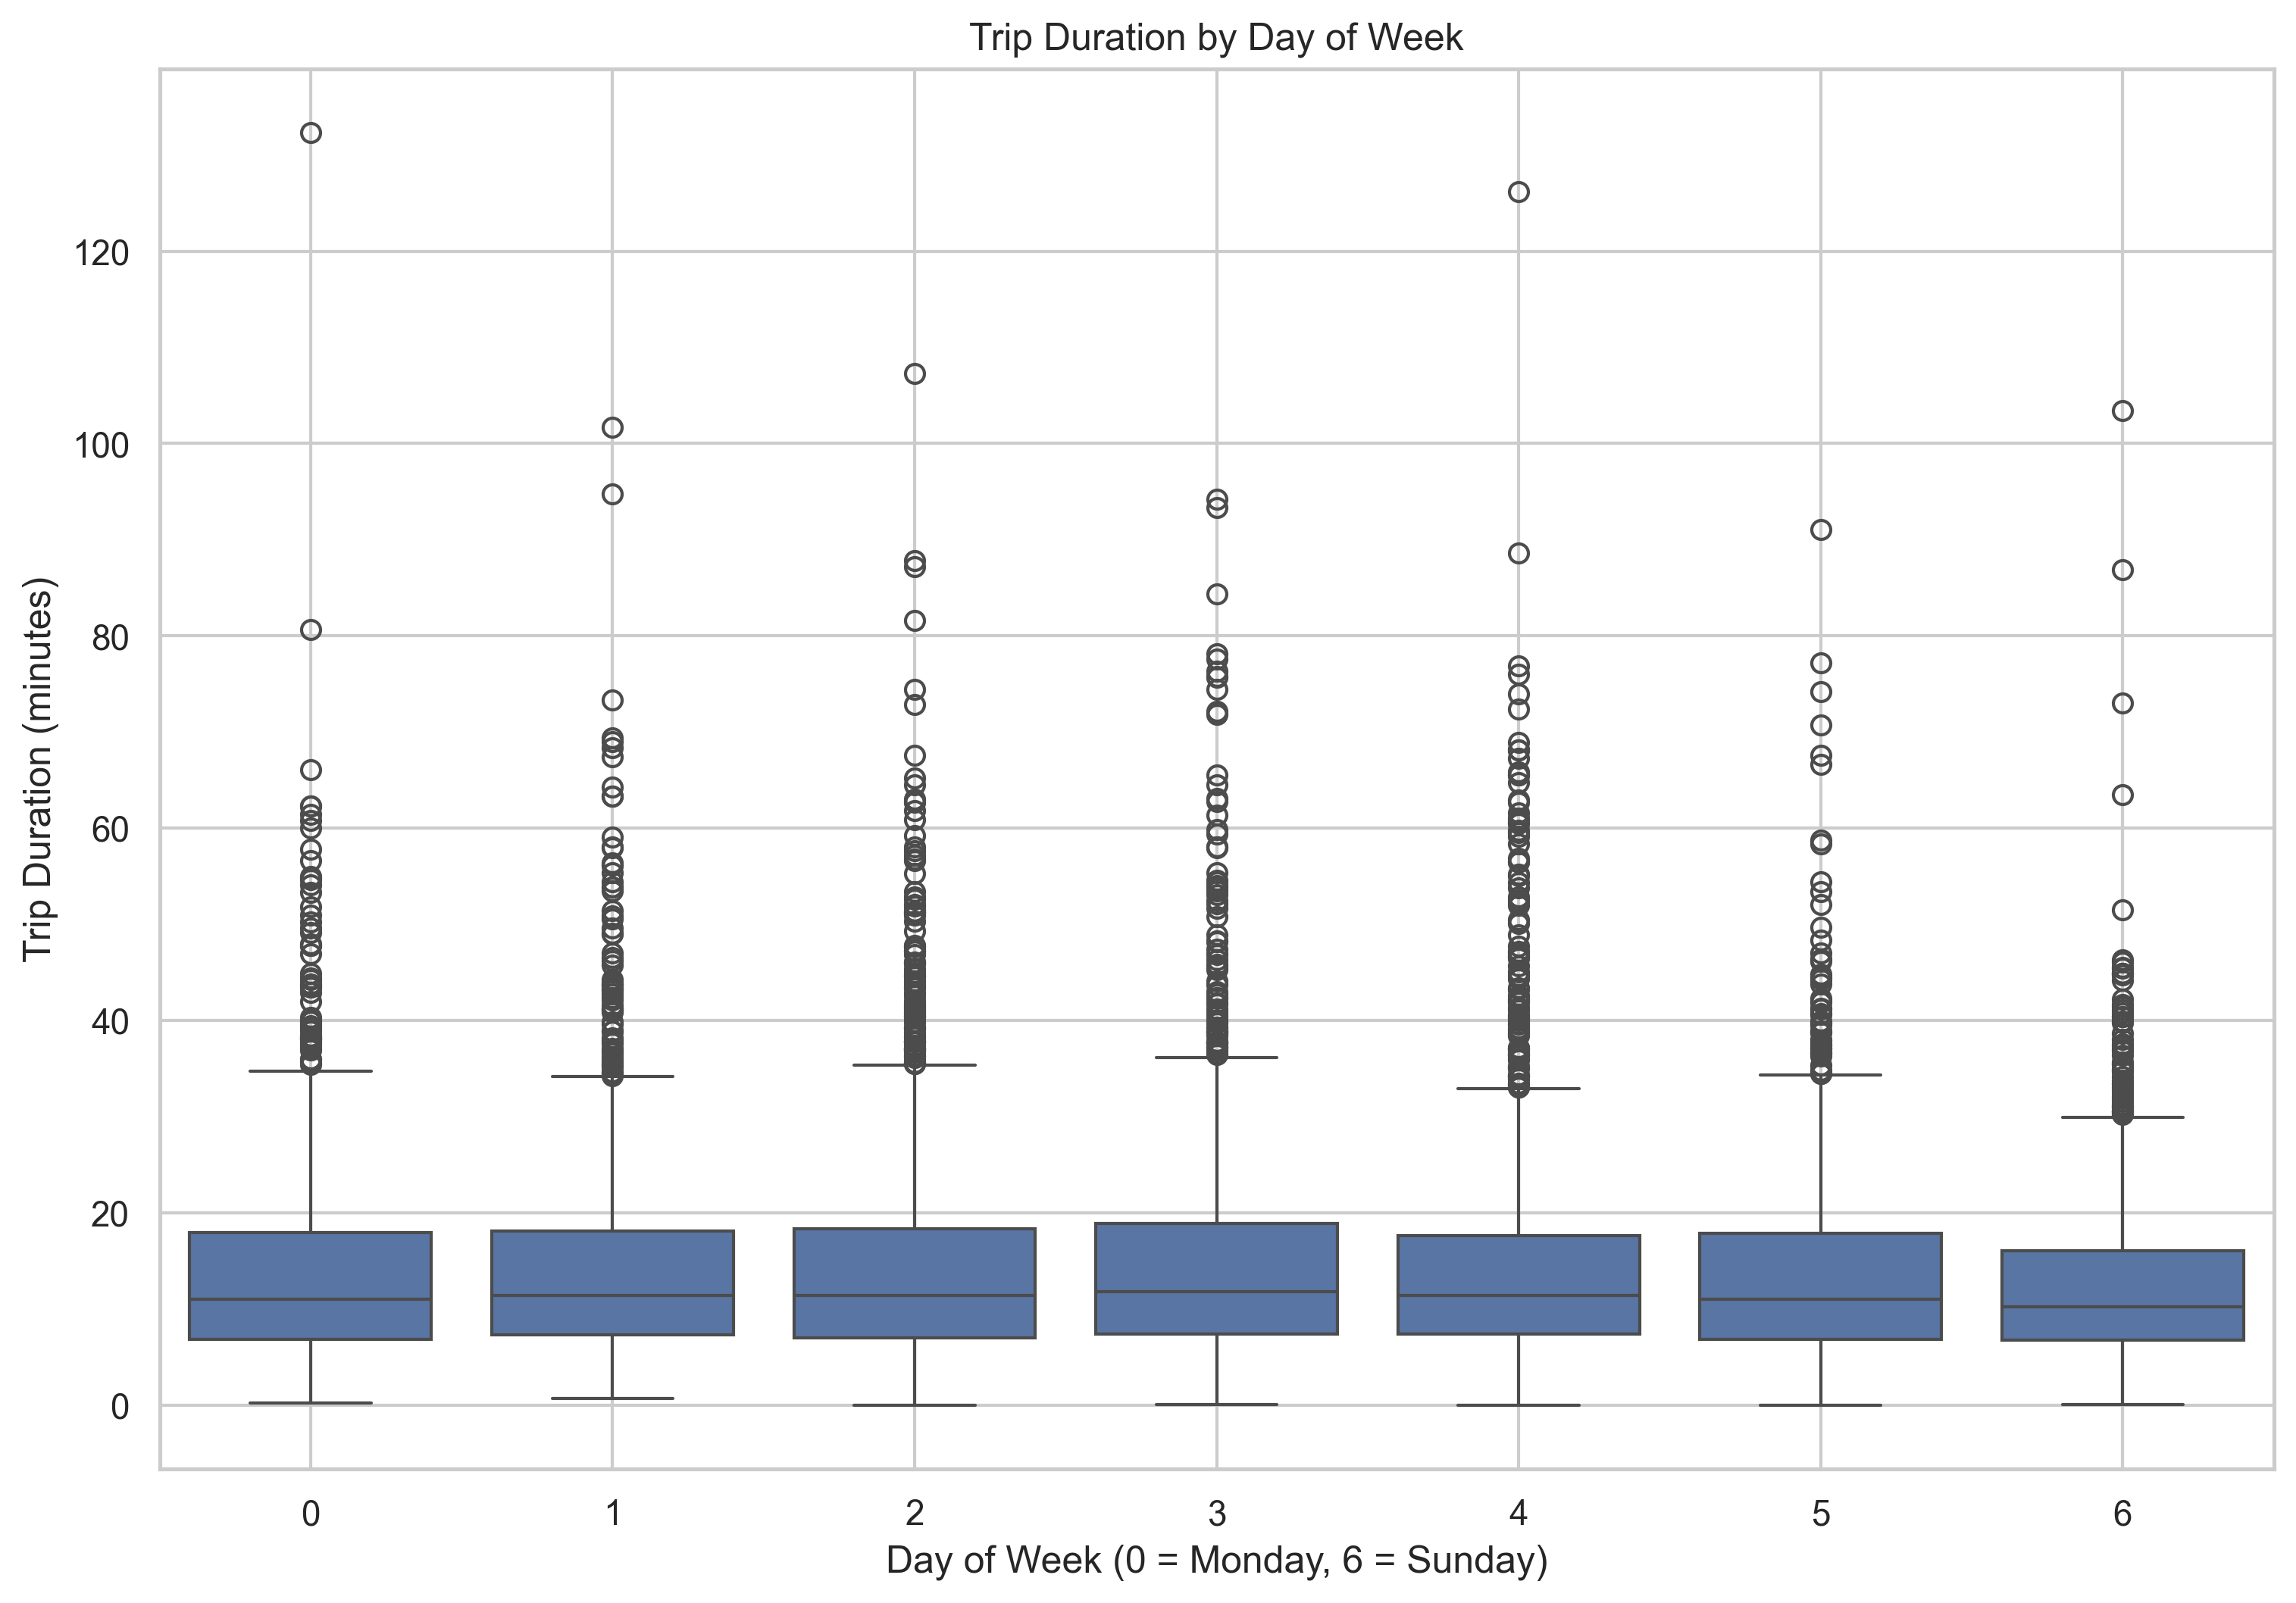 Trip Duration by Day of Week
Trip Duration (minutes)
120
100
80
60
40
20
0
0 1 2 3 4 5 6
Day of Week (0 = Monday, 6 = Sunday)